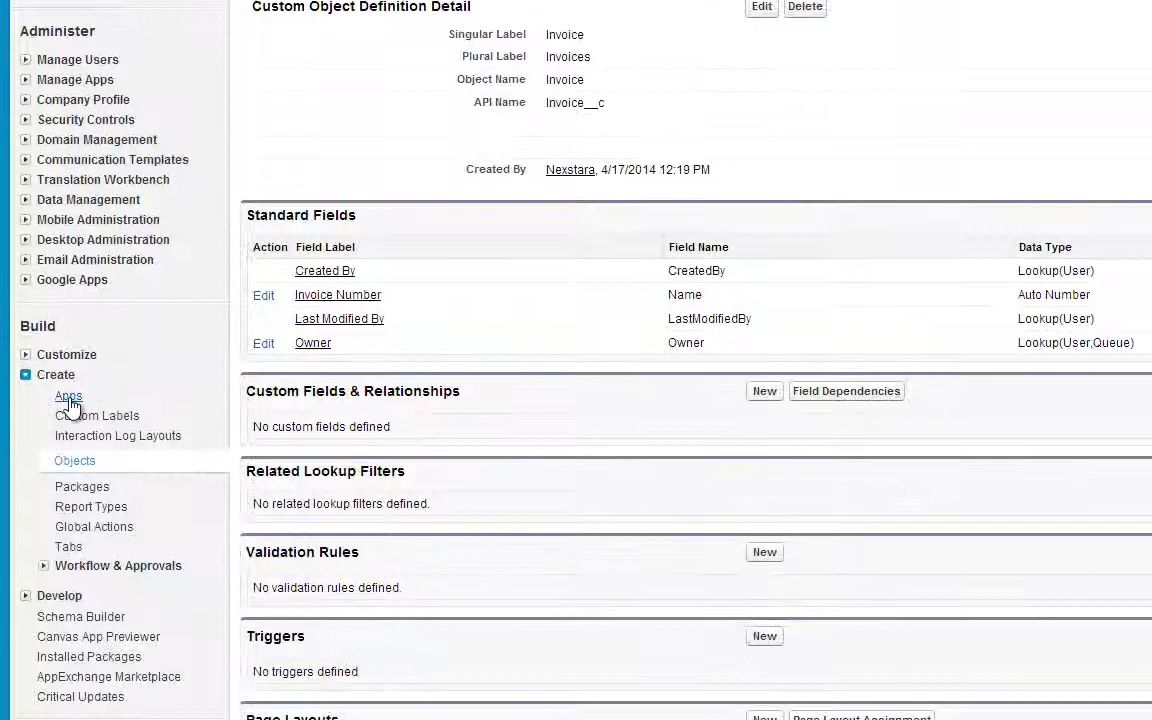 Administer
Manage Users
Manage Apps
Company Profile
Security Controls
Domain Management
Communication Templates
Translation Workbench
Data Management
Mobile Administration
Desktop Administration
Email Administration
Google Apps
Build
Customize
Create
Apps
Custom Labels
Interaction Log Layouts
Objects
Packages
Report Types
Global Actions
Tabs
Workflow & Approvals
Develop
Schema Builder
Canvas App Previewer
Installed Packages
AppExchange Marketplace
Critical Updates
Custom Object Definition Detail Edit Delete
Singular Label Invoice
Plural Label Invoices
Object Name Invoice
API Name Invoice__c
Created By Nexstara, 4/17/2014 12:19 PM
Standard Fields
Action Field Label Field Name Data Type
Created By CreatedBy Lookup(User)
Edit Invoice Number Name Auto Number
Last Modified By LastModifiedBy Lookup(User)
Edit Owner Owner Lookup(User,Queue)
Custom Fields & Relationships New Field Dependencies
No custom fields defined
Related Lookup Filters
No related lookup filters defined.
Validation Rules New
No validation rules defined.
Triggers New
No triggers defined
Page Layouts New Page Layout Assignment